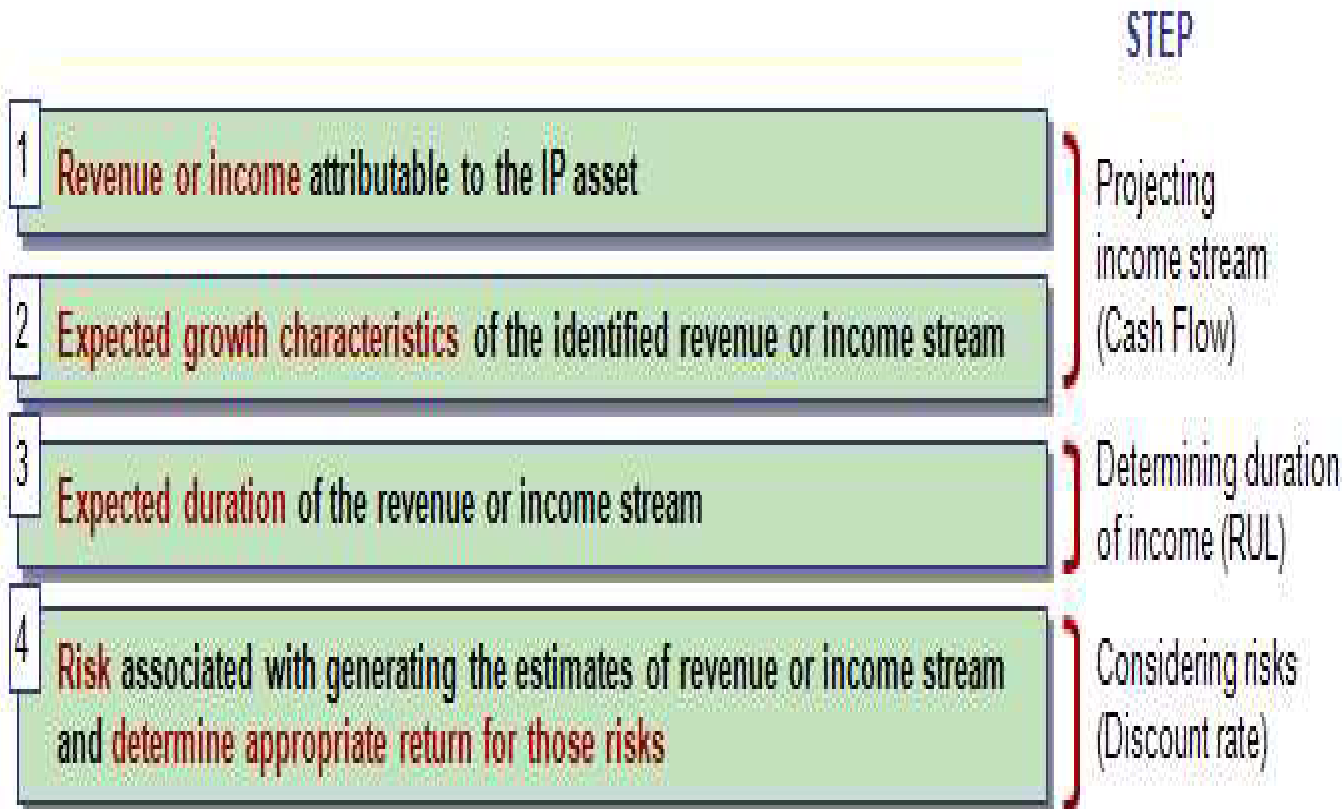 STEP
1
Revenue or income attributable to the IP asset
2
Expected growth characteristics of the identified revenue or income stream
Projecting
income stream
(Cash Flow)
3
Expected duration of the revenue or income stream
Determining duration
of income (RUL)
4
Risk associated with generating the estimates of revenue or income stream
and determine appropriate return for those risks
Considering risks
(Discount rate)